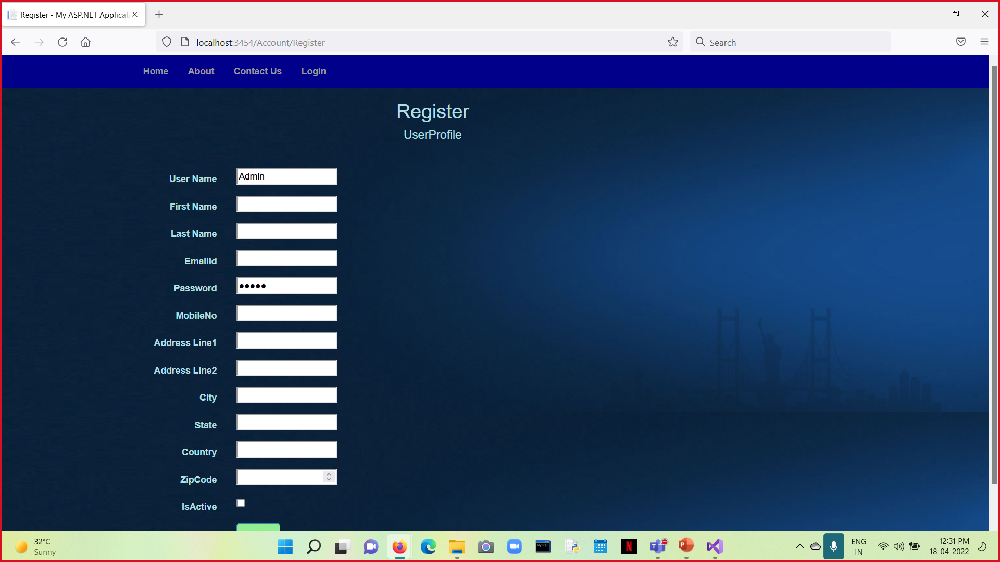 Register - My ASP.NET Applicati
localhost:3454/Account/Register
Search
Home About Contact Us Login
Register
UserProfile
User Name Admin
First Name
Last Name
EmailId
Password •••••
MobileNo
Address Line1
Address Line2
City
State
Country
ZipCode
IsActive
32°C
Sunny
MySQL
N
T
P
ENG
IN
12:31 PM
18-04-2022